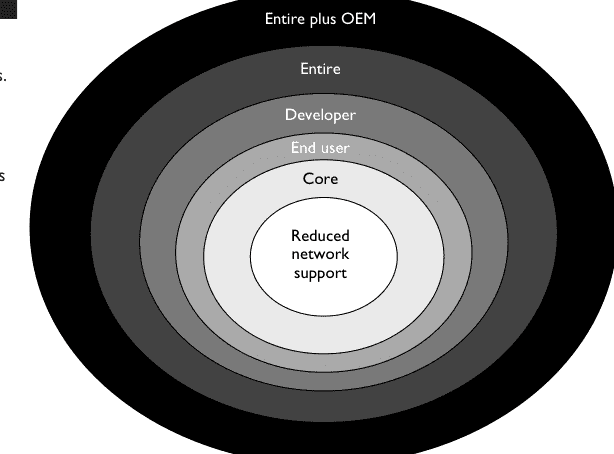 Entire plus OEM
Entire
s.
Developer
End user
s
Core
Reduced
network
support